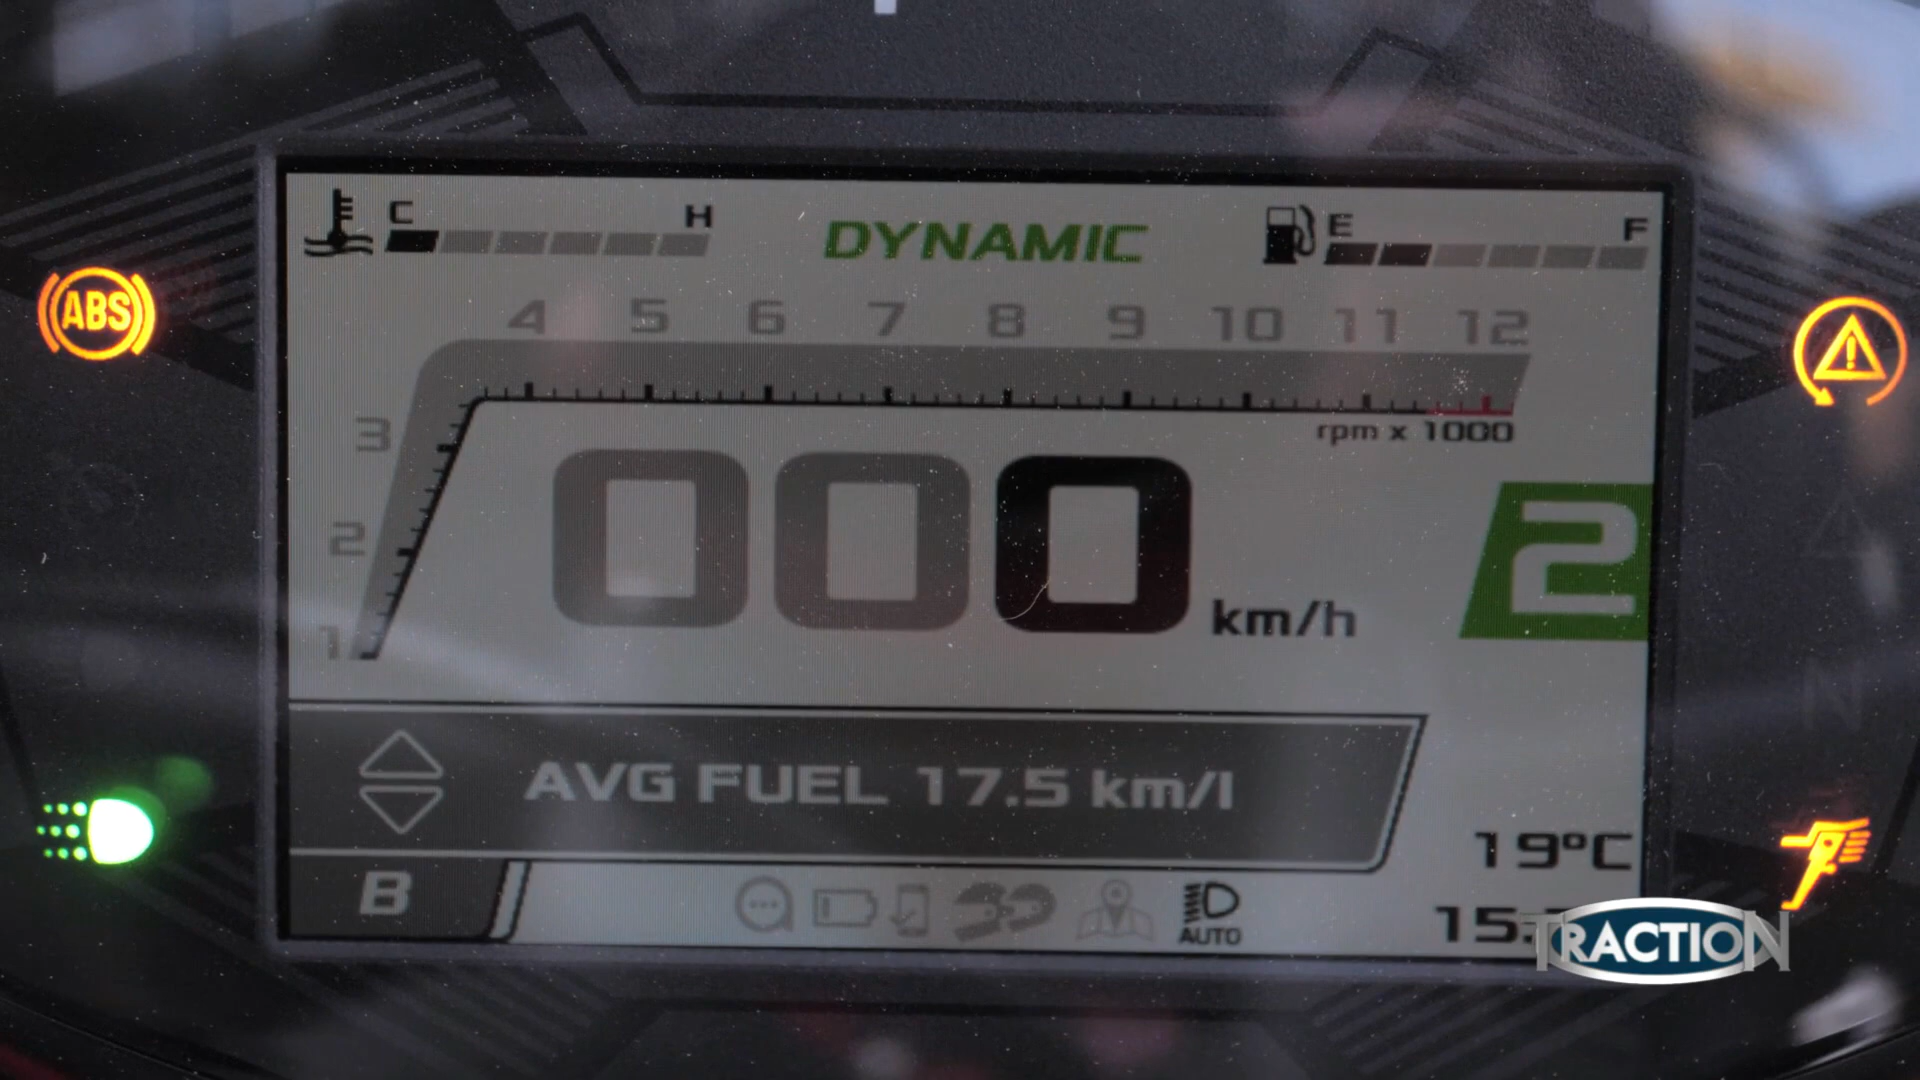 C H DYNAMIC E F
ABS
4 5 6 7 8 9 10 11 12
rpm x 1000
3
2
1
000 km/h 2
AVG FUEL 17.5 km/l
19°C
B AUTO
15:
TRACTION
N